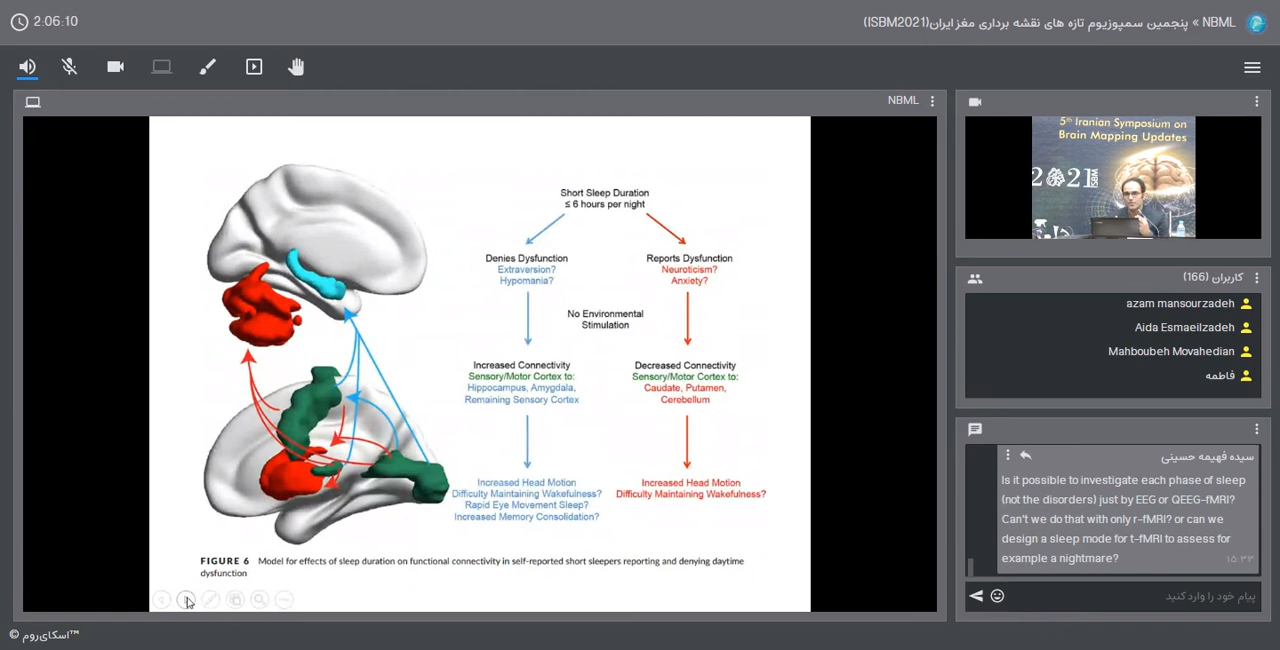 2:06:10
NBML » پنجمین سمپوزیوم تازه های نقشه برداری مغز ایران(ISBM2021)
NBML
Short Sleep Duration
≤ 6 hours per night
Denies Dysfunction
Extraversion?
Hypomania?
Reports Dysfunction
Neuroticism?
Anxiety?
No Environmental
Stimulation
Increased Connectivity
Sensory/Motor Cortex to:
Hippocampus, Amygdala,
Remaining Sensory Cortex
Decreased Connectivity
Sensory/Motor Cortex to:
Caudate, Putamen,
Cerebellum
Increased Head Motion
Difficulty Maintaining Wakefulness?
Rapid Eye Movement Sleep?
Increased Memory Consolidation?
Increased Head Motion
Difficulty Maintaining Wakefulness?
FIGURE 6 Model for effects of sleep duration on functional connectivity in self-reported short sleepers reporting and denying daytime
dysfunction
5th Iranian Symposium on
Brain Mapping Updates
2021
کاربران (166)
azam mansourzadeh
Aida Esmaeilzadeh
Mahboubeh Movahedian
فاطمه
سیده فهیمه حسینی
Is it possible to investigate each phase of sleep
(not the disorders) just by EEG or QEEG-fMRI?
Can't we do that with only r-fMRI? or can we
design a sleep mode for t-fMRI to assess for
example a nightmare?
۱۵:۳۳
پیام خود را وارد کنید
© اسکای‌روم™